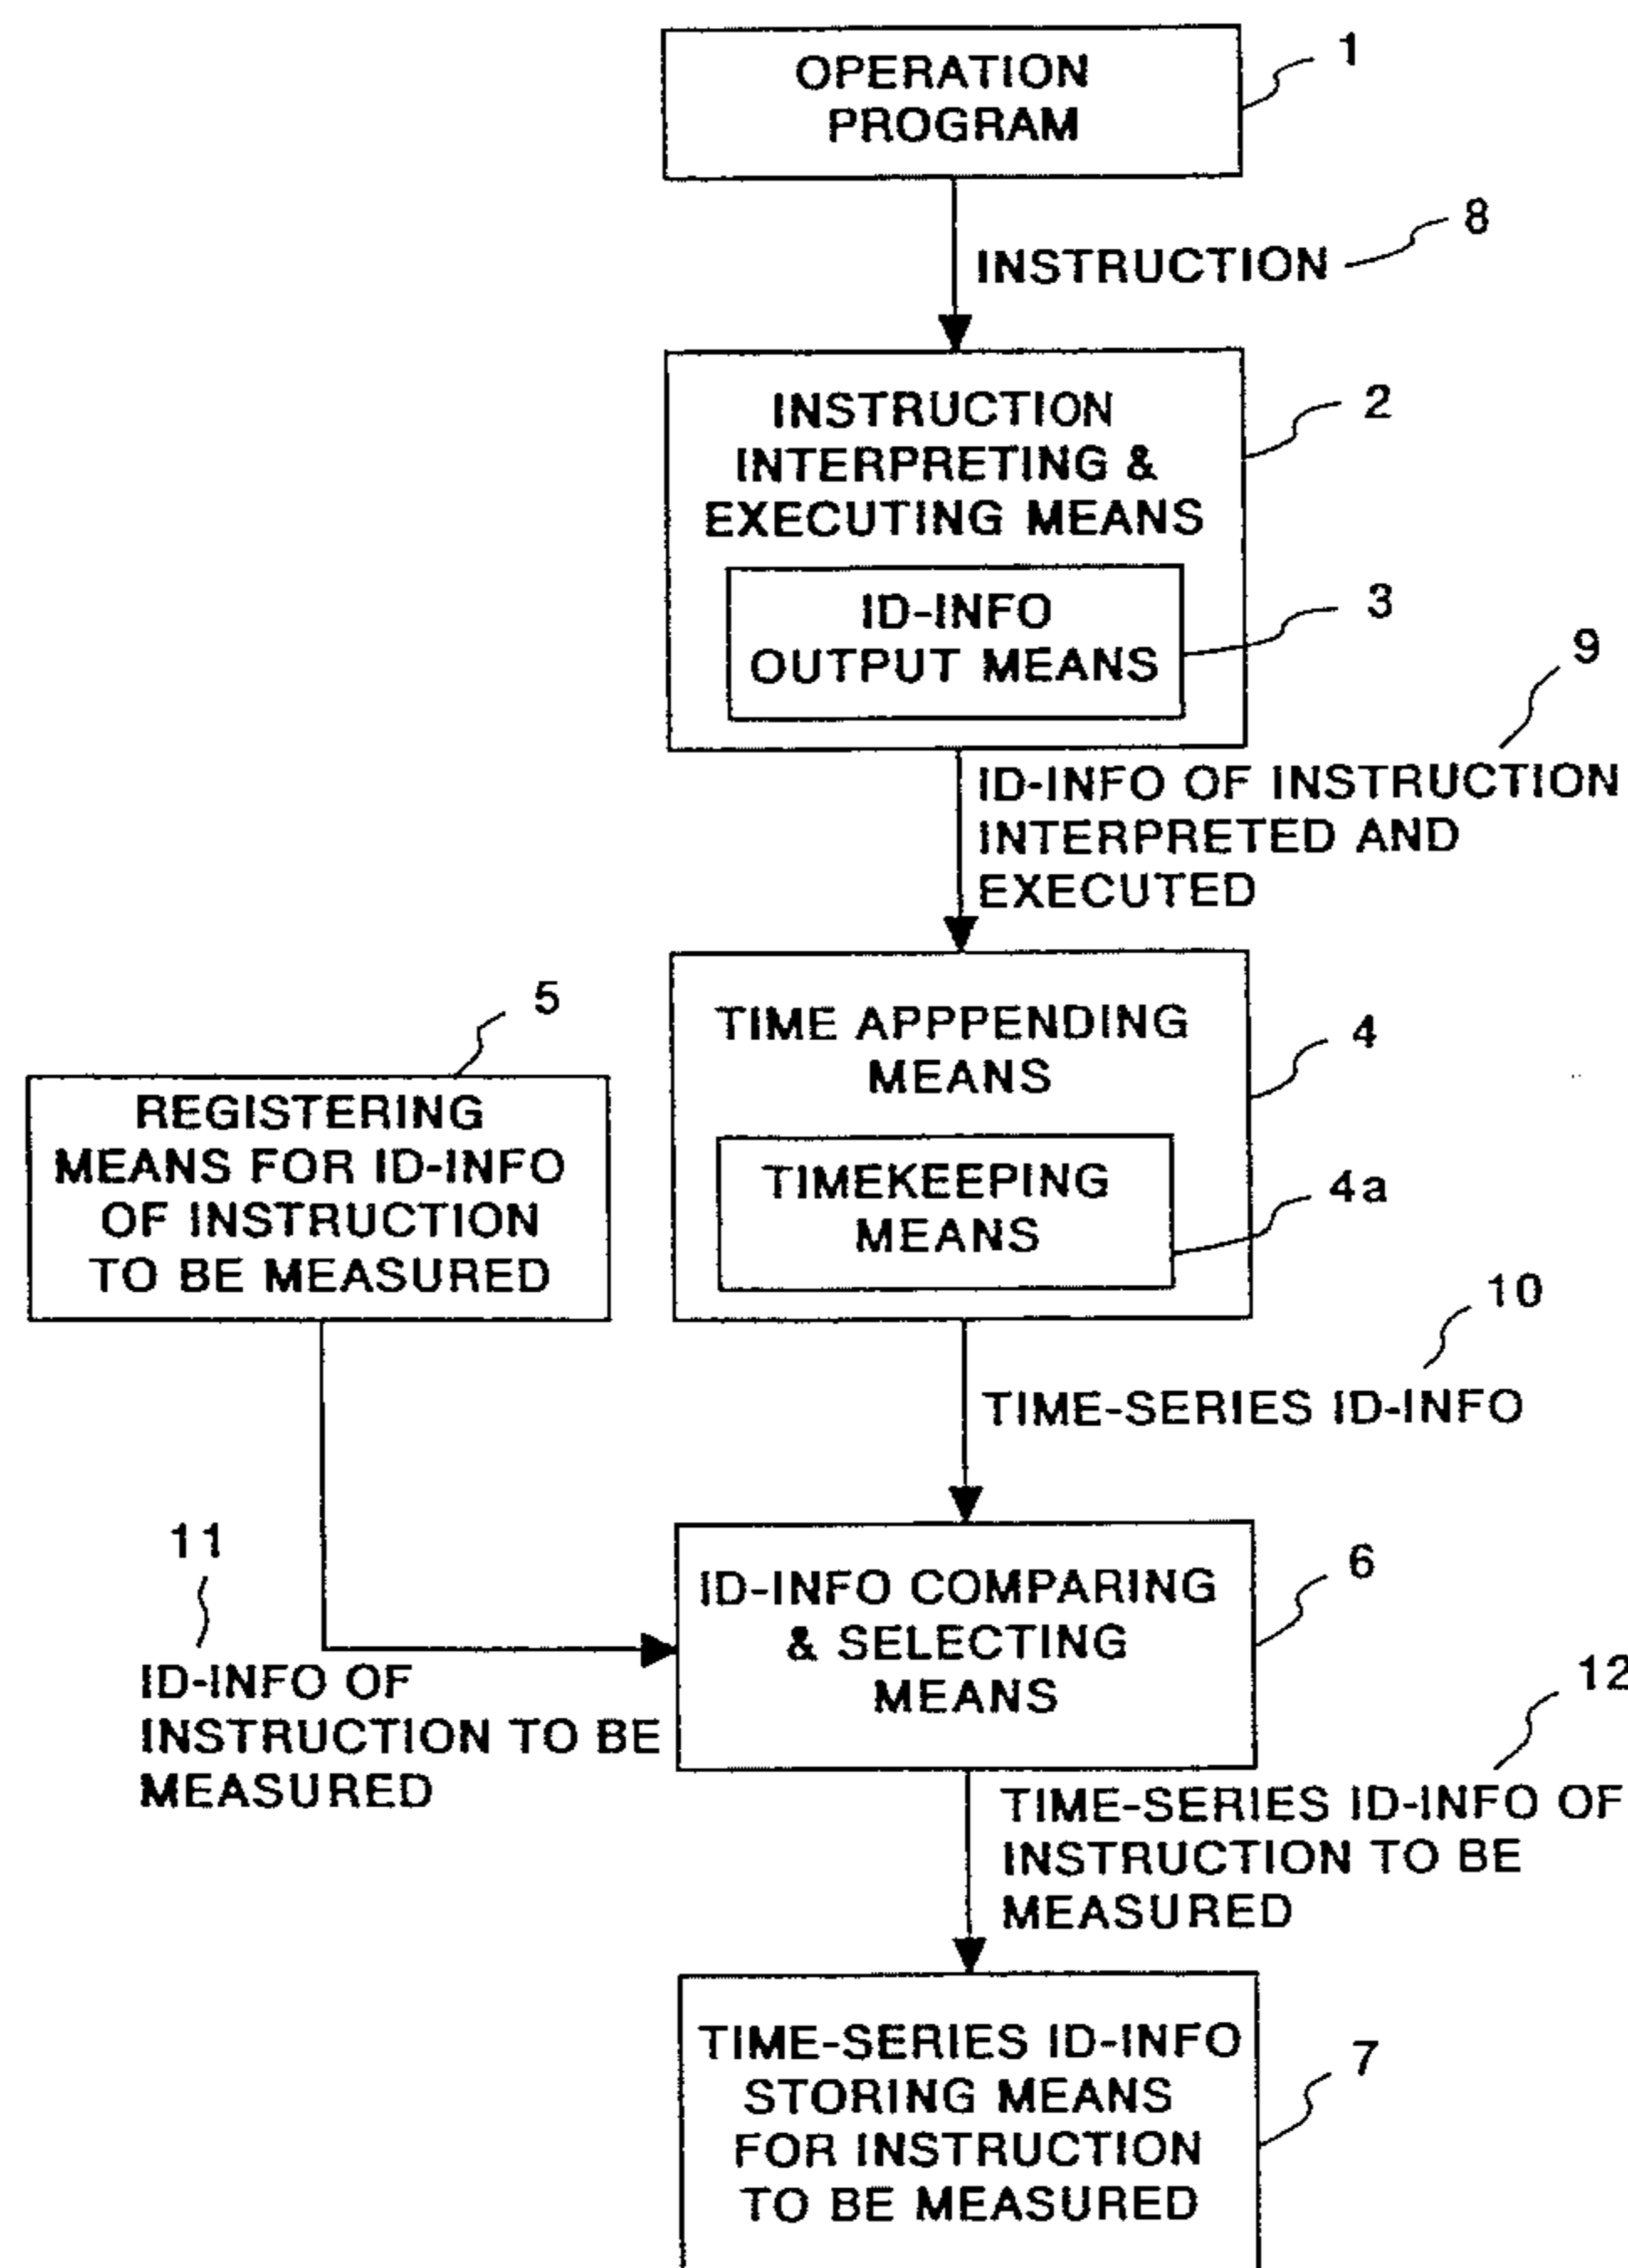 OPERATION
PROGRAM
1
INSTRUCTION
8
INSTRUCTION
INTERPRETING &
EXECUTING MEANS
2
ID-INFO
OUTPUT MEANS
3
9
ID-INFO OF INSTRUCTION
INTERPRETED AND
EXECUTED
TIME APPPENDING
MEANS
4
TIMEKEEPING
MEANS
4a
5
REGISTERING
MEANS FOR ID-INFO
OF INSTRUCTION
TO BE MEASURED
10
TIME-SERIES ID-INFO
11
ID-INFO OF
INSTRUCTION TO BE
MEASURED
ID-INFO COMPARING
& SELECTING
MEANS
6
12
TIME-SERIES ID-INFO OF
INSTRUCTION TO BE
MEASURED
TIME-SERIES ID-INFO
STORING MEANS
FOR INSTRUCTION
TO BE MEASURED
7